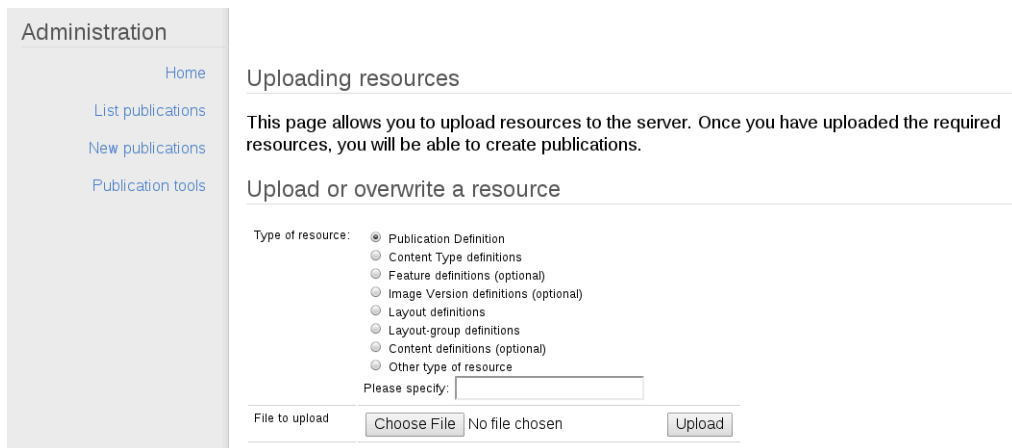 Administration
Home
List publications
New publications
Publication tools
Uploading resources
This page allows you to upload resources to the server. Once you have uploaded the required
resources, you will be able to create publications.
Upload or overwrite a resource
Type of resource:
Publication Definition
Content Type definitions
Feature definitions (optional)
Image Version definitions (optional)
Layout definitions
Layout-group definitions
Content definitions (optional)
Other type of resource
Please specify:
File to upload
Choose File No file chosen Upload